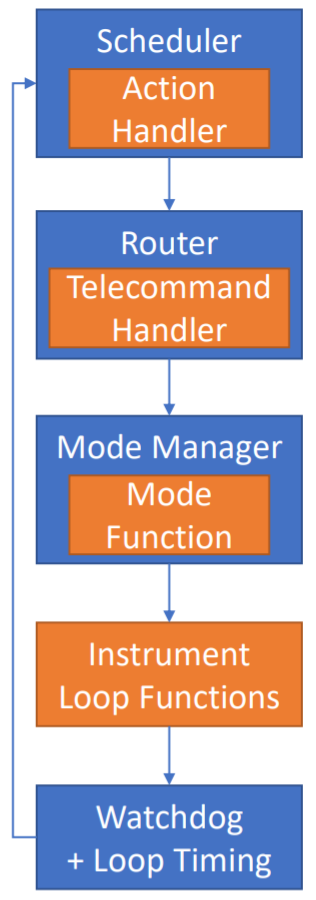 Scheduler
Action
Handler
Router
Telecommand
Handler
Mode Manager
Mode
Function
Instrument
Loop Functions
Watchdog
+ Loop Timing